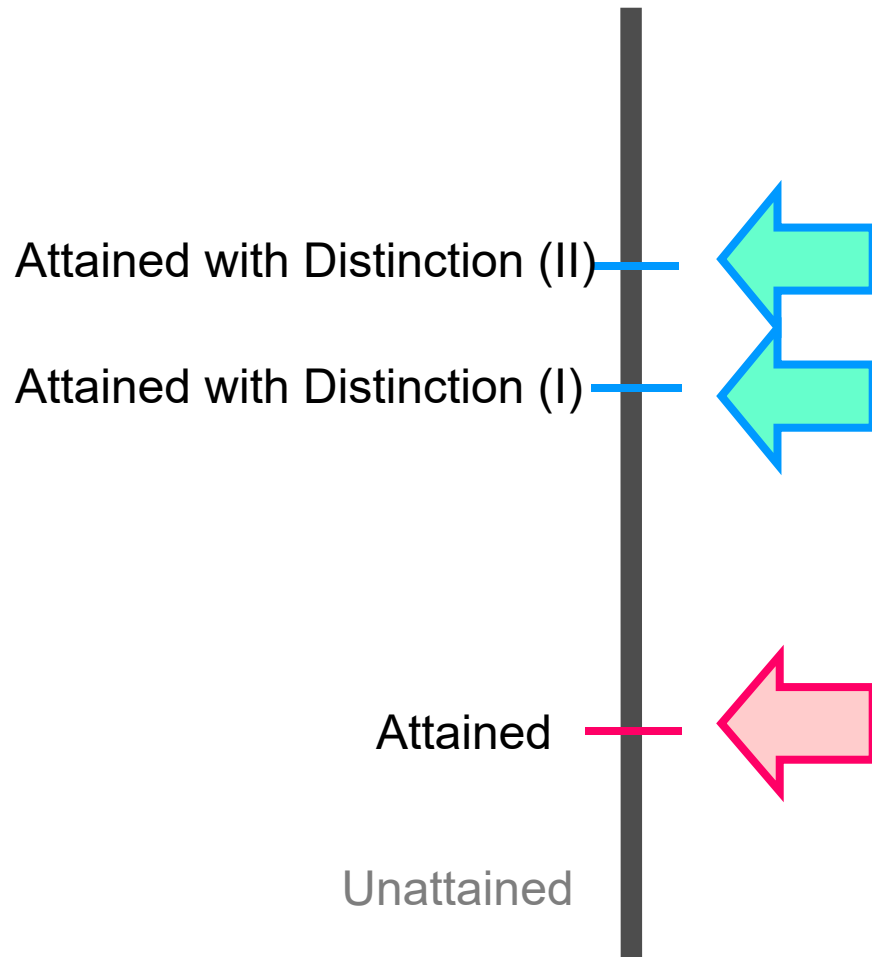 Attained with Distinction (II)
Attained with Distinction (I)
Attained
Unattained